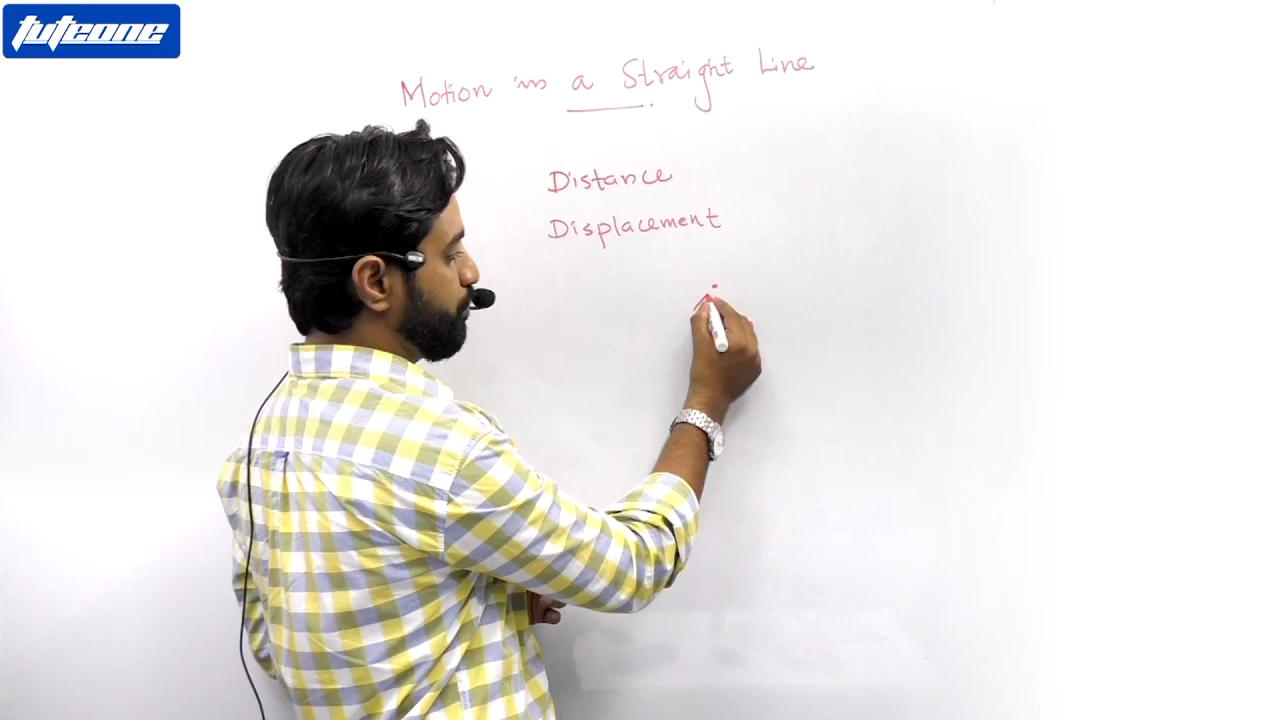 tuteone
Motion in a Straight Line
Distance
Displacement